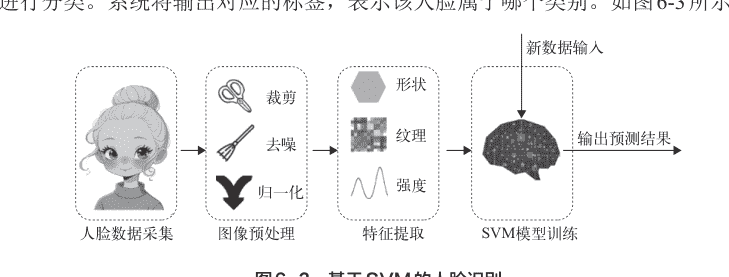 进行分类。系统将输出对应的标签，表示该人脸属于哪个类别。如图6-3所示
新数据输入
裁剪
去噪
归一化
形状
纹理
强度
输出预测结果
人脸数据采集
图像预处理
特征提取
SVM模型训练
图6-3 基于SVM的人脸识别